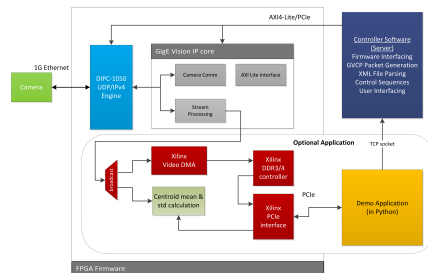 AXI4-Lite/PCIe
Controller Software
(Server)
Firmware Interfacing
GVCP Packet Generation
XML File Parsing
Control Sequences
User Interfacing
GigE Vision IP core
1G Ethernet
Camera
DIPC-1050
UDP/IPv4
Engine
Camera Comm
AXI Lite Interface
Stream
Processing
Optional Application
TCP socket
broadcast
Xilinx
Video DMA
Xilinx
DDR3/4
controller
Centroid mean &
std calculation
Xilinx
PCIe
interface
PCIe
Demo Application
(in Python)
FPGA Firmware